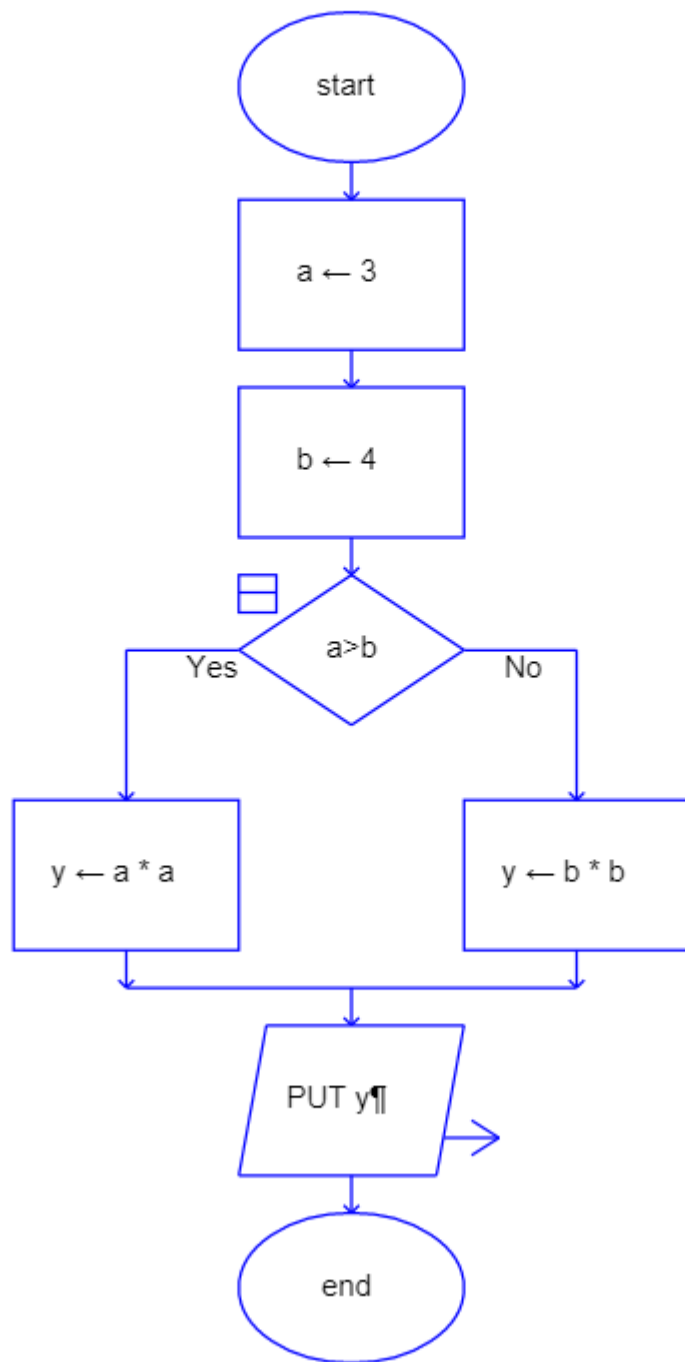 start
a ← 3
b ← 4
a>b
Yes
No
y ← a * a
y ← b * b
PUT y¶
end